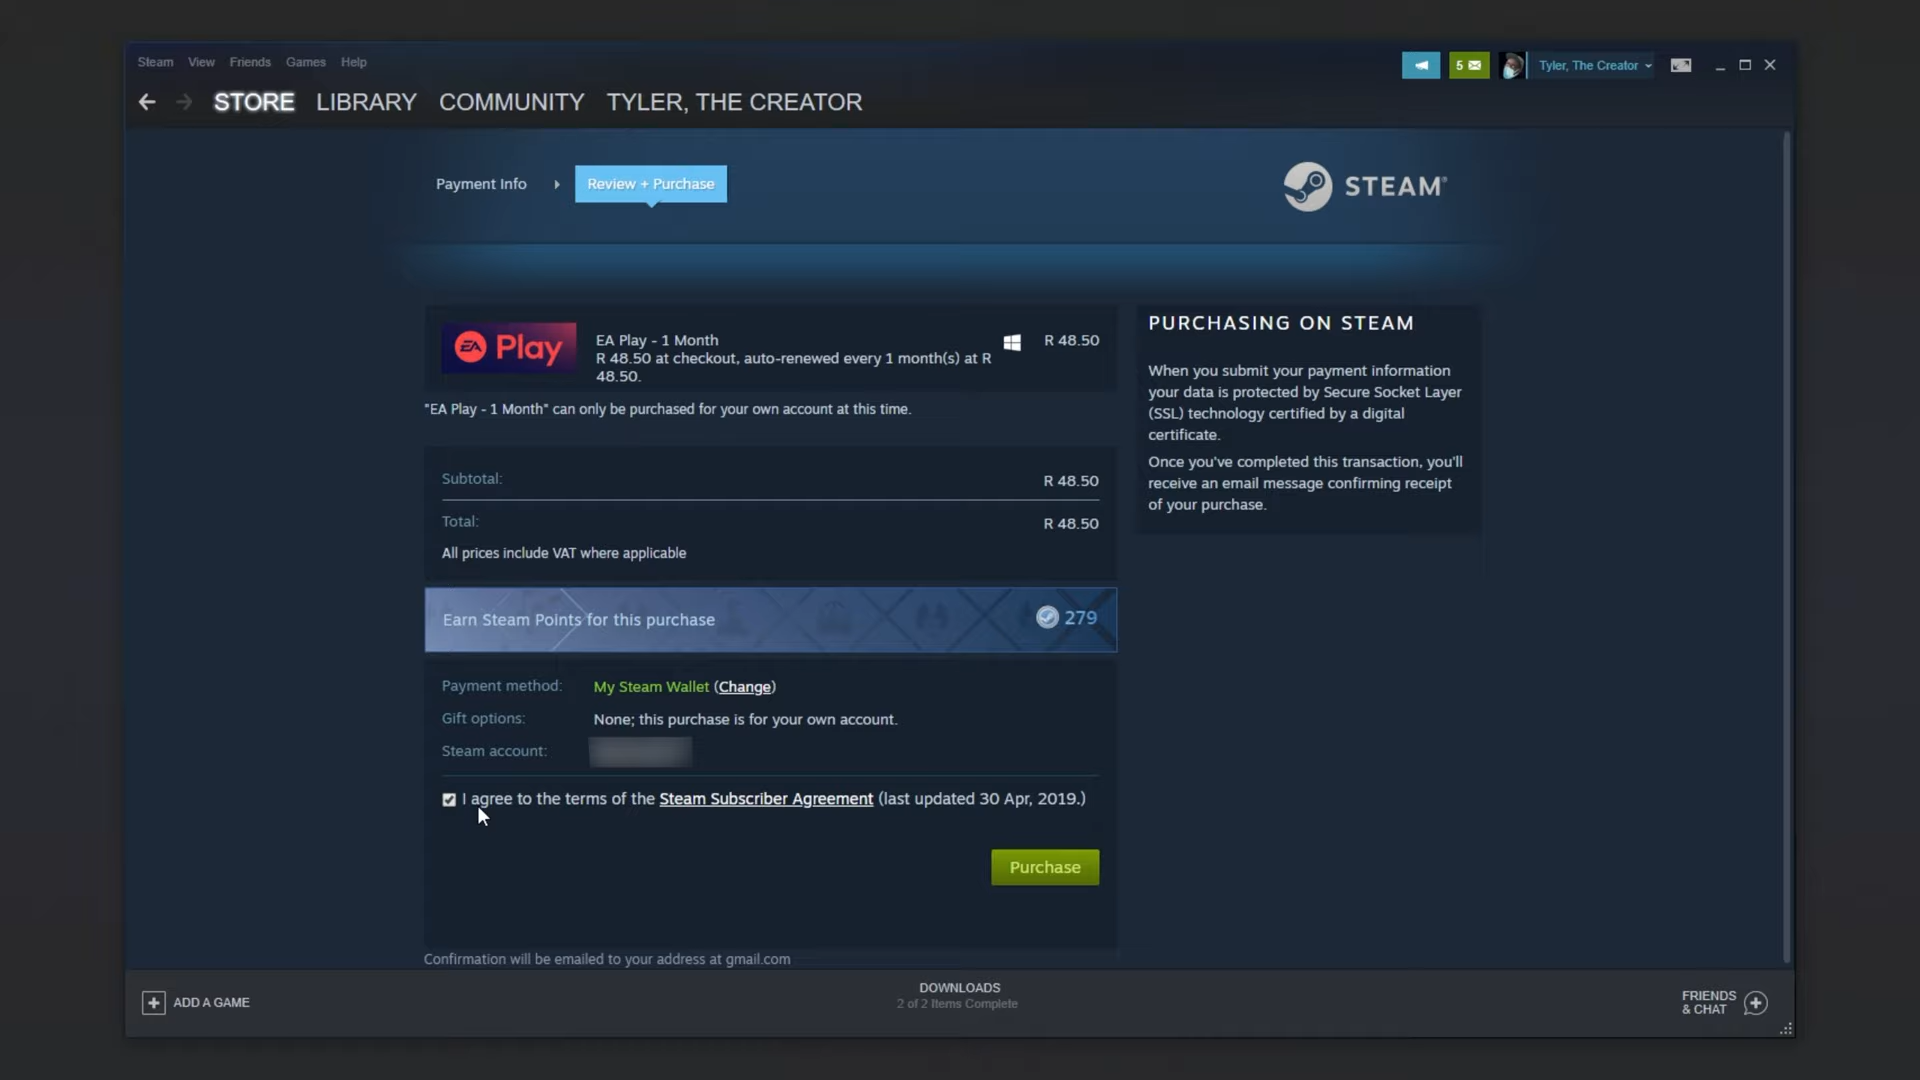 Steam View Friends Games Help
5 Tyler, The Creator
STORE LIBRARY COMMUNITY TYLER, THE CREATOR
Payment Info Review + Purchase
STEAM®
EA Play
EA Play - 1 Month
R 48.50 at checkout, auto-renewed every 1 month(s) at R
48.50.
R 48.50
"EA Play - 1 Month" can only be purchased for your own account at this time.
Subtotal: R 48.50
Total: R 48.50
All prices include VAT where applicable
Earn Steam Points for this purchase 279
Payment method: My Steam Wallet (Change)
Gift options: None; this purchase is for your own account.
Steam account:
I agree to the terms of the Steam Subscriber Agreement (last updated 30 Apr, 2019.)
Purchase
Confirmation will be emailed to your address at gmail.com
PURCHASING ON STEAM
When you submit your payment information
your data is protected by Secure Socket Layer
(SSL) technology certified by a digital
certificate.
Once you've completed this transaction, you'll
receive an email message confirming receipt
of your purchase.
ADD A GAME
DOWNLOADS
2 of 2 Items Complete
FRIENDS
& CHAT